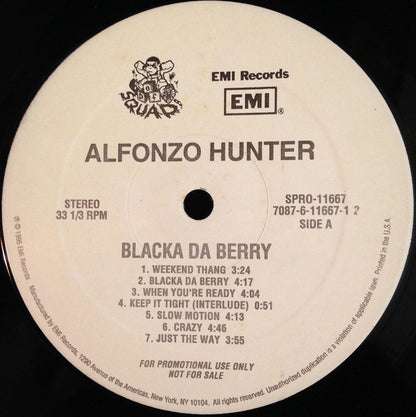 SQUAD
EMI Records
EMI
®
ALFONZO HUNTER
STEREO
33 1/3 RPM
SPRO-11667
7087-6-11667-1 2
SIDE A
BLACKA DA BERRY
1. WEEKEND THANG 3:24
2. BLACKA DA BERRY 4:17
3. WHEN YOU'RE READY 4:04
4. KEEP IT TIGHT (INTERLUDE) 0:51
5. SLOW MOTION 4:13
6. CRAZY 4:46
7. JUST THE WAY 3:55
FOR PROMOTIONAL USE ONLY
NOT FOR SALE
℗ © 1996 EMI Records
Manufactured by EMI Records, 1290 Avenue of the Americas, New York, NY 10104. All rights reserved. Unauthorized duplication is a violation of applicable laws. Printed in the U.S.A.